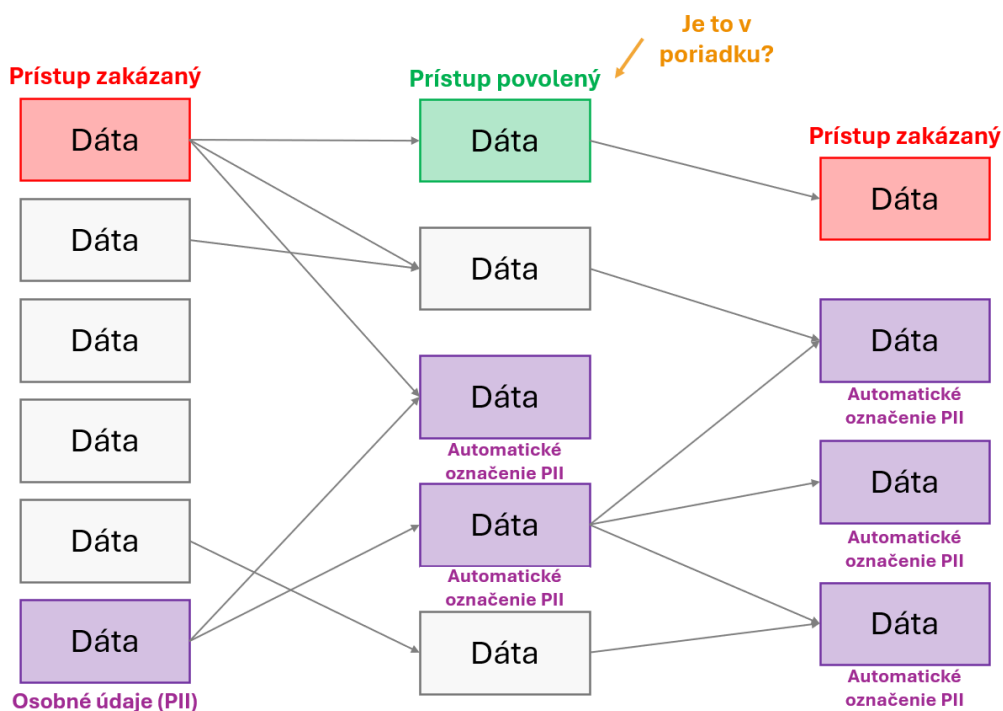 Prístup zakázaný
Dáta
Dáta
Dáta
Dáta
Dáta
Dáta
Osobné údaje (PII)
Je to v
poriadku?
Prístup povolený
Dáta
Dáta
Dáta
Automatické
označenie PII
Dáta
Automatické
označenie PII
Dáta
Prístup zakázaný
Dáta
Dáta
Automatické
označenie PII
Dáta
Automatické
označenie PII
Dáta
Automatické
označenie PII